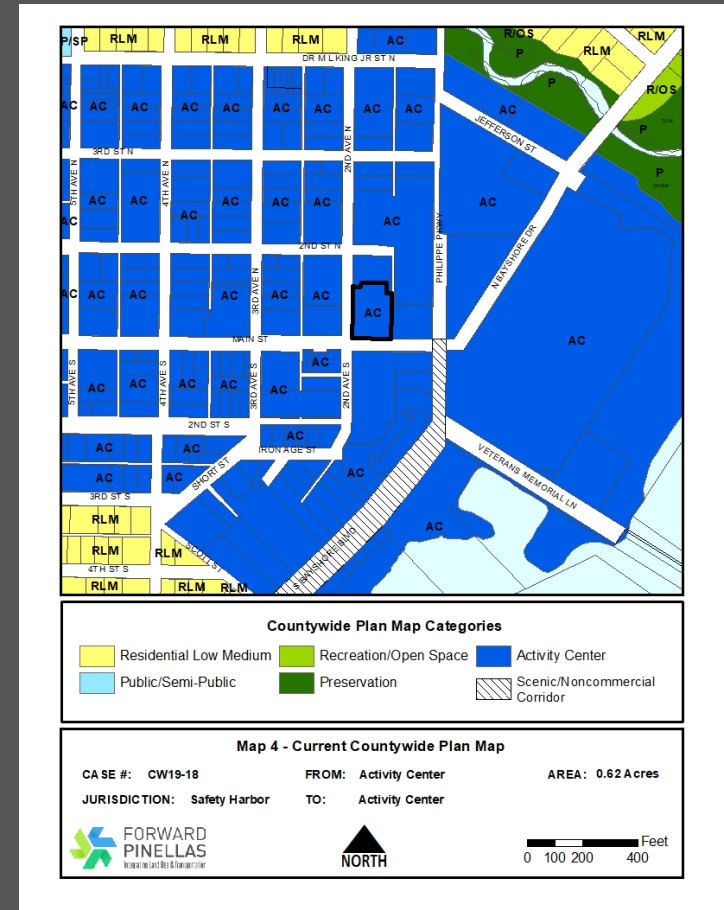 P/SP RLM RLM RLM AC R/OS RLM
P RLM
DR M L KING JR ST N
P R/OS
AC AC AC AC AC AC AC AC AC AC
JEFFERSON ST
P
2ND AVE N
3RD ST N
P
5TH AVE N 4TH AVE N
AC AC AC AC AC AC AC
AC AC
PHILIPPE PKWY
N BAYSHORE DR
2ND ST N
3RD AVE N
AC AC AC AC AC AC
AC
MAIN ST
AC
AC
5TH AVE S 4TH AVE S 3RD AVE S 2ND AVE S
AC AC AC AC AC
2ND ST S
AC
AC AC
IRON AGE ST
VETERANS MEMORIAL LN
SHORT ST
AC AC AC
3RD ST S
RLM
AC
S BAYSHORE BLVD
SCOTT ST
RLM RLM
4TH ST S
RLM RLM RLM
Countywide Plan Map Categories
Residential Low Medium Recreation/Open Space Activity Center
Public/Semi-Public Preservation Scenic/Noncommercial
Corridor
Map 4 - Current Countywide Plan Map
CASE #: CW19-18 FROM: Activity Center AREA: 0.62 Acres
JURISDICTION: Safety Harbor TO: Activity Center
FORWARD
PINELLAS
Integrating Land Use & Transportation
NORTH
Feet
0 100 200 400